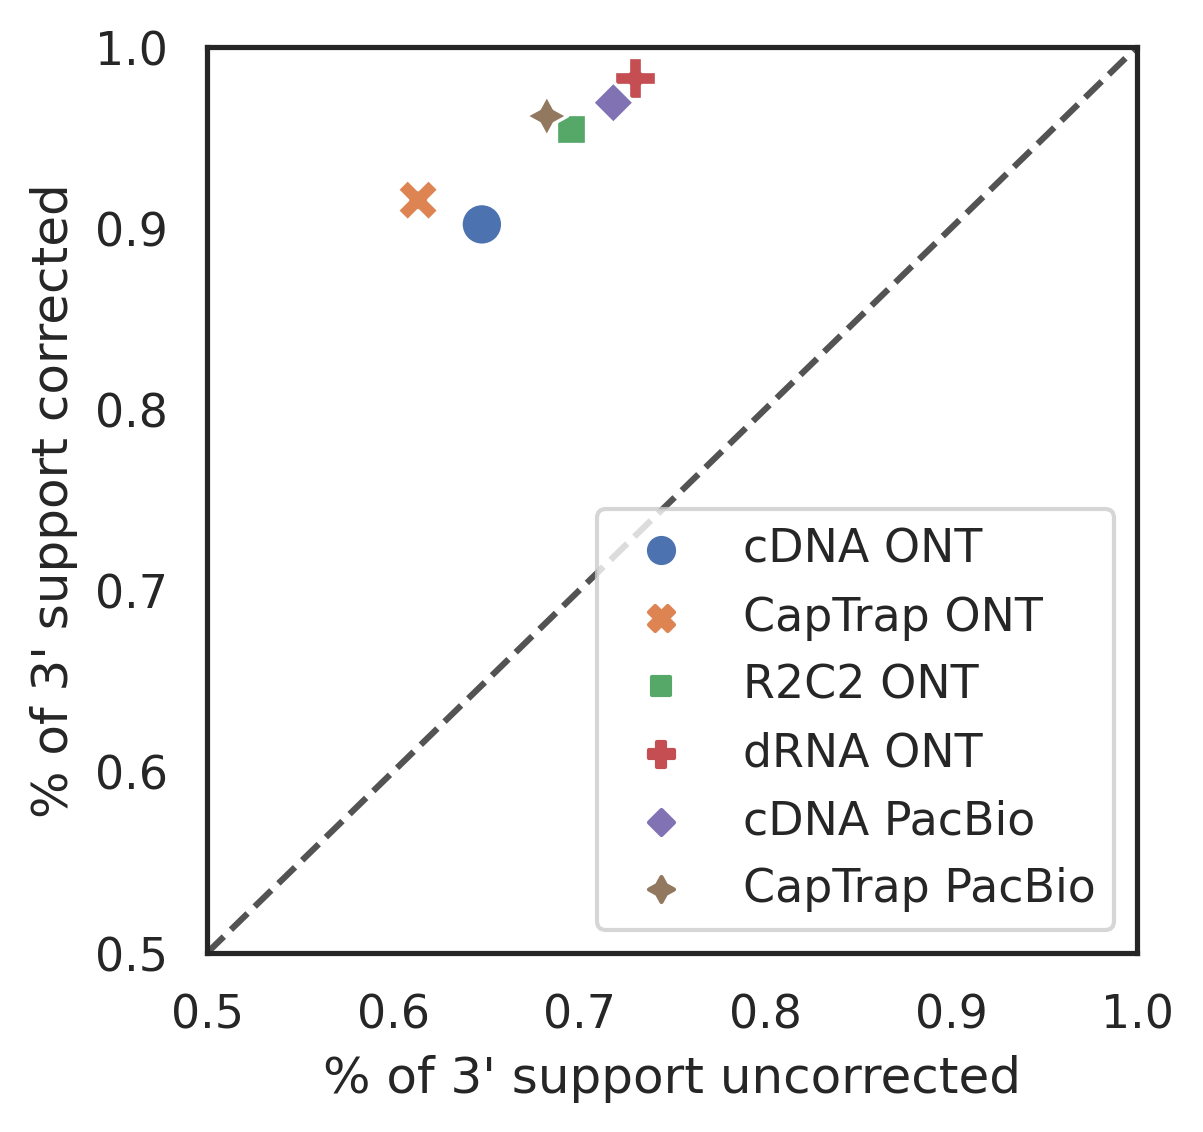 1.0
0.9
0.8
0.7
0.6
0.5
% of 3' support corrected
cDNA ONT
CapTrap ONT
R2C2 ONT
dRNA ONT
cDNA PacBio
CapTrap PacBio
0.5 0.6 0.7 0.8 0.9 1.0
% of 3' support uncorrected